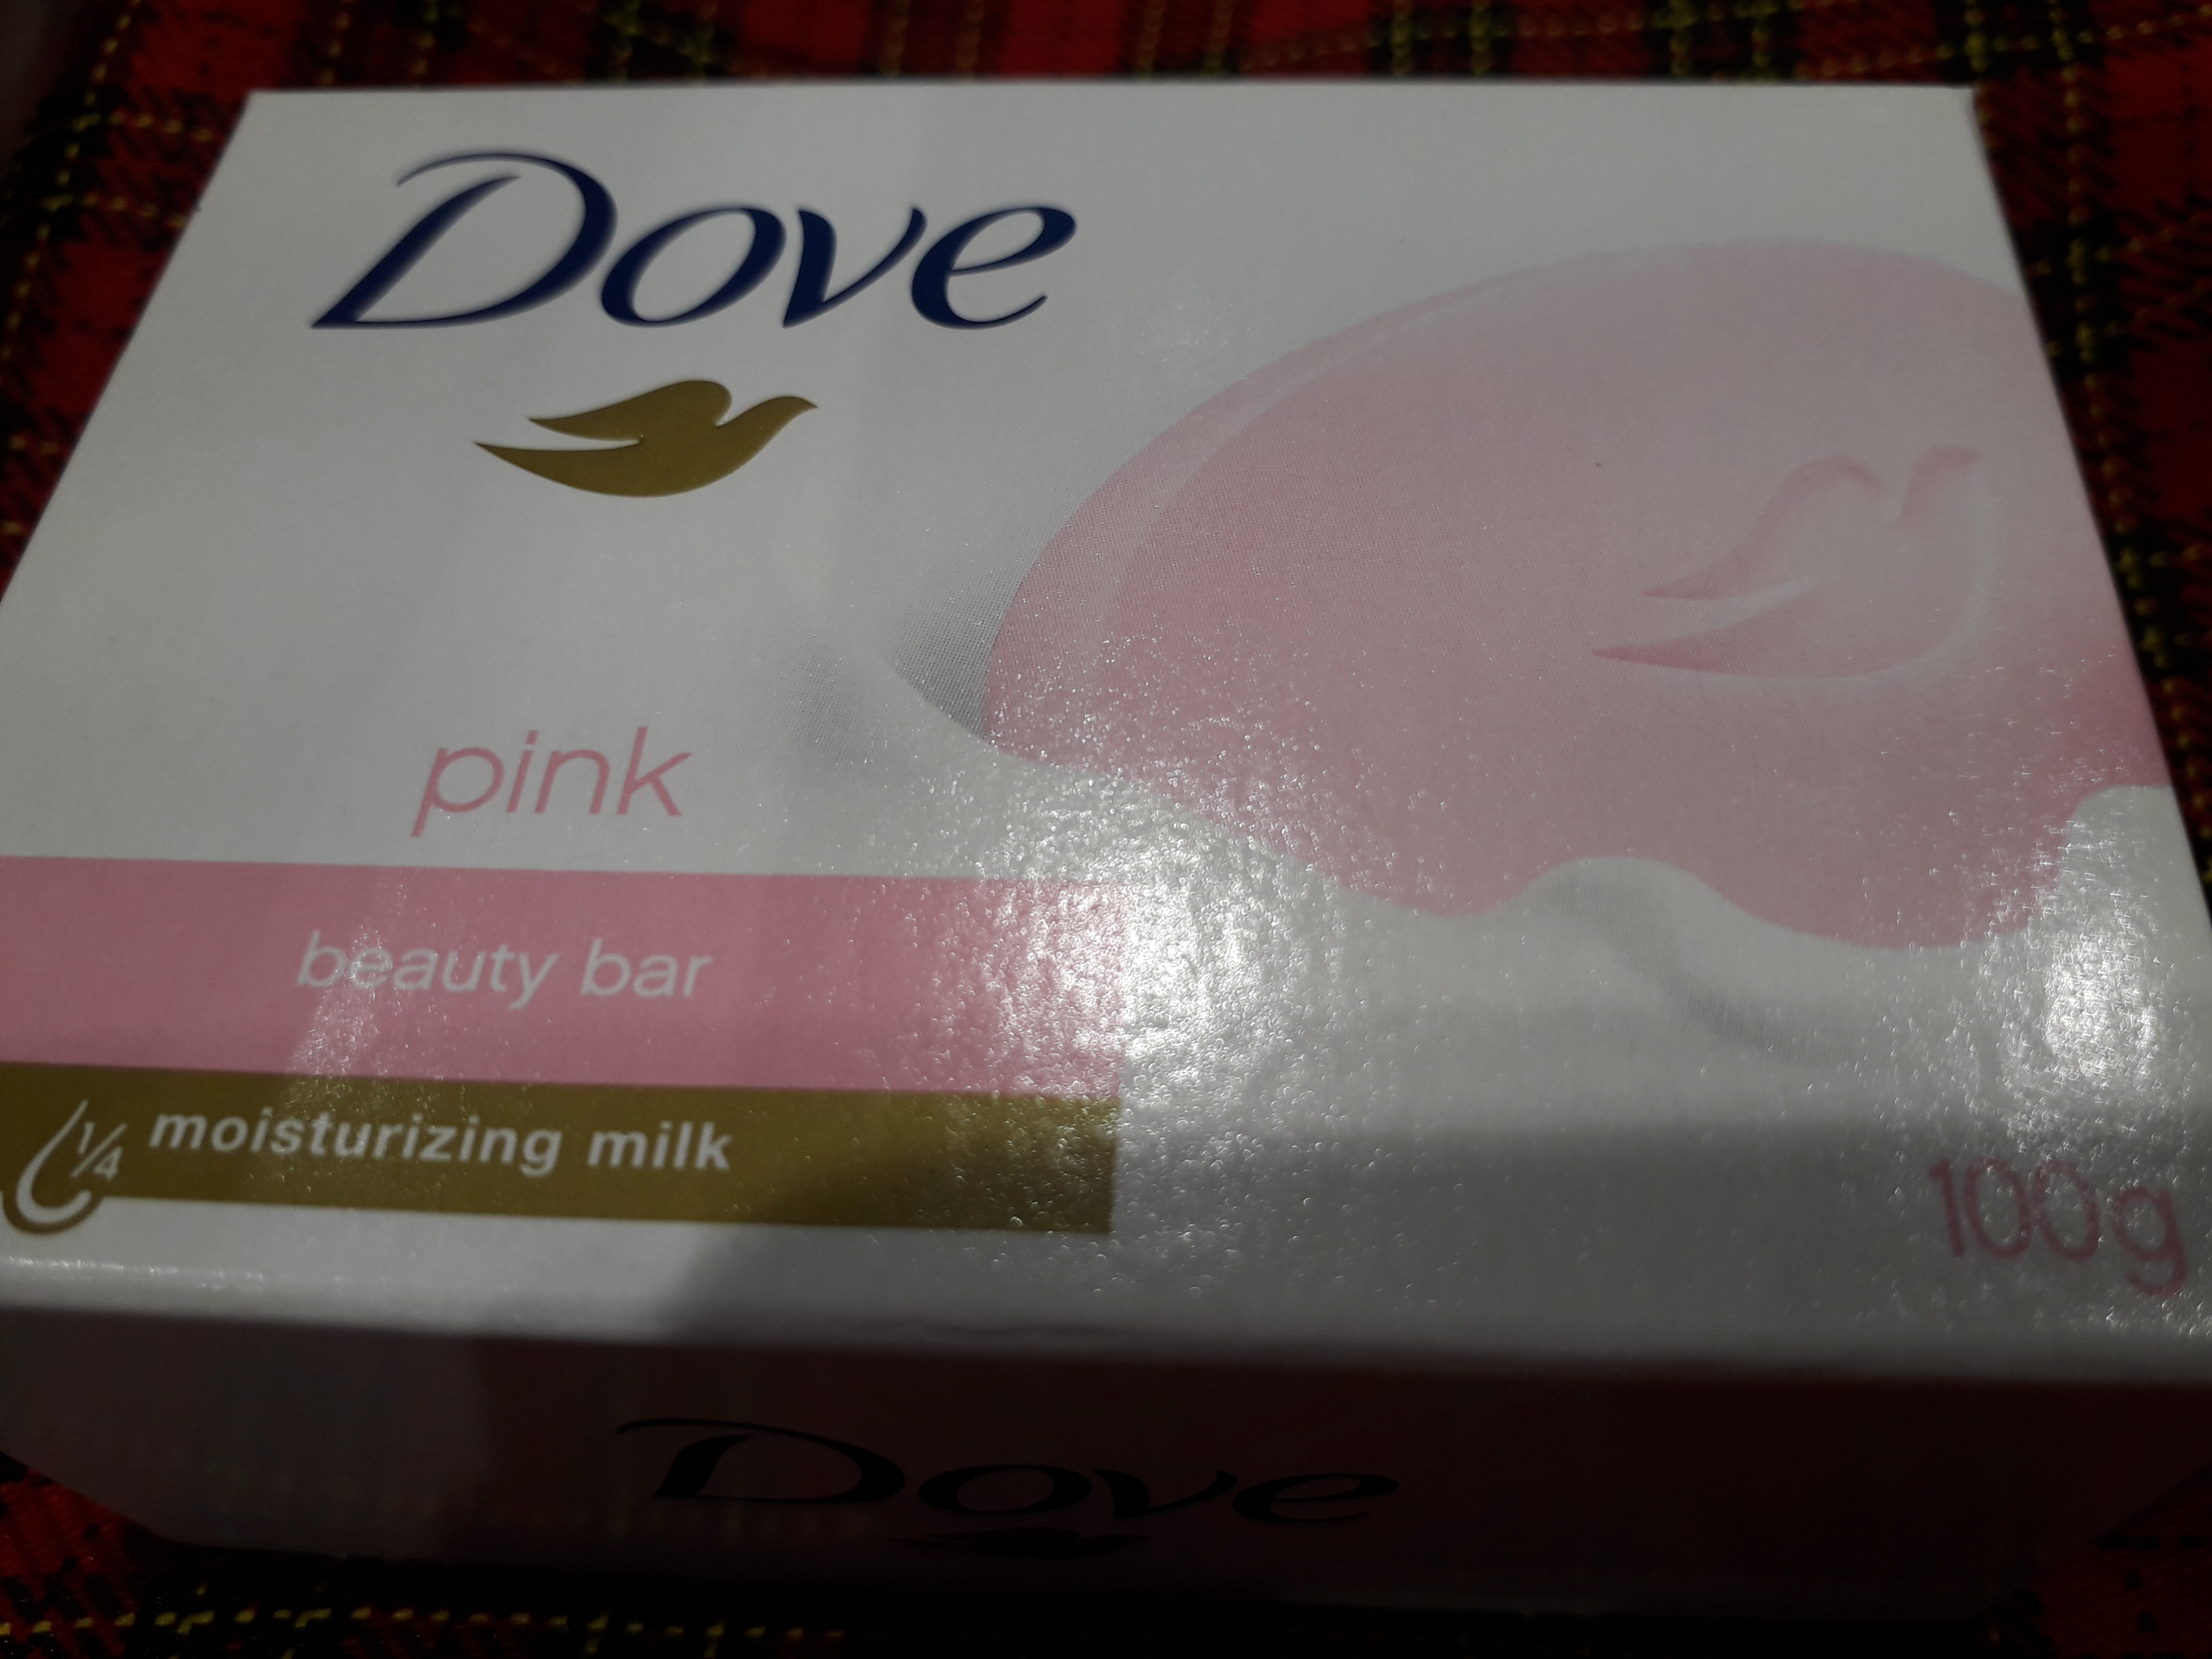 Dove
pink
beauty bar
1/4 moisturizing milk
100g
Dove